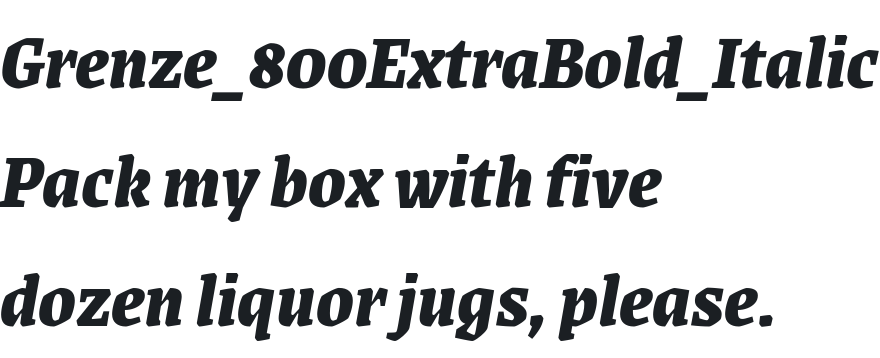 Grenze_800ExtraBold_Italic
Pack my box with five
dozen liquor jugs, please.